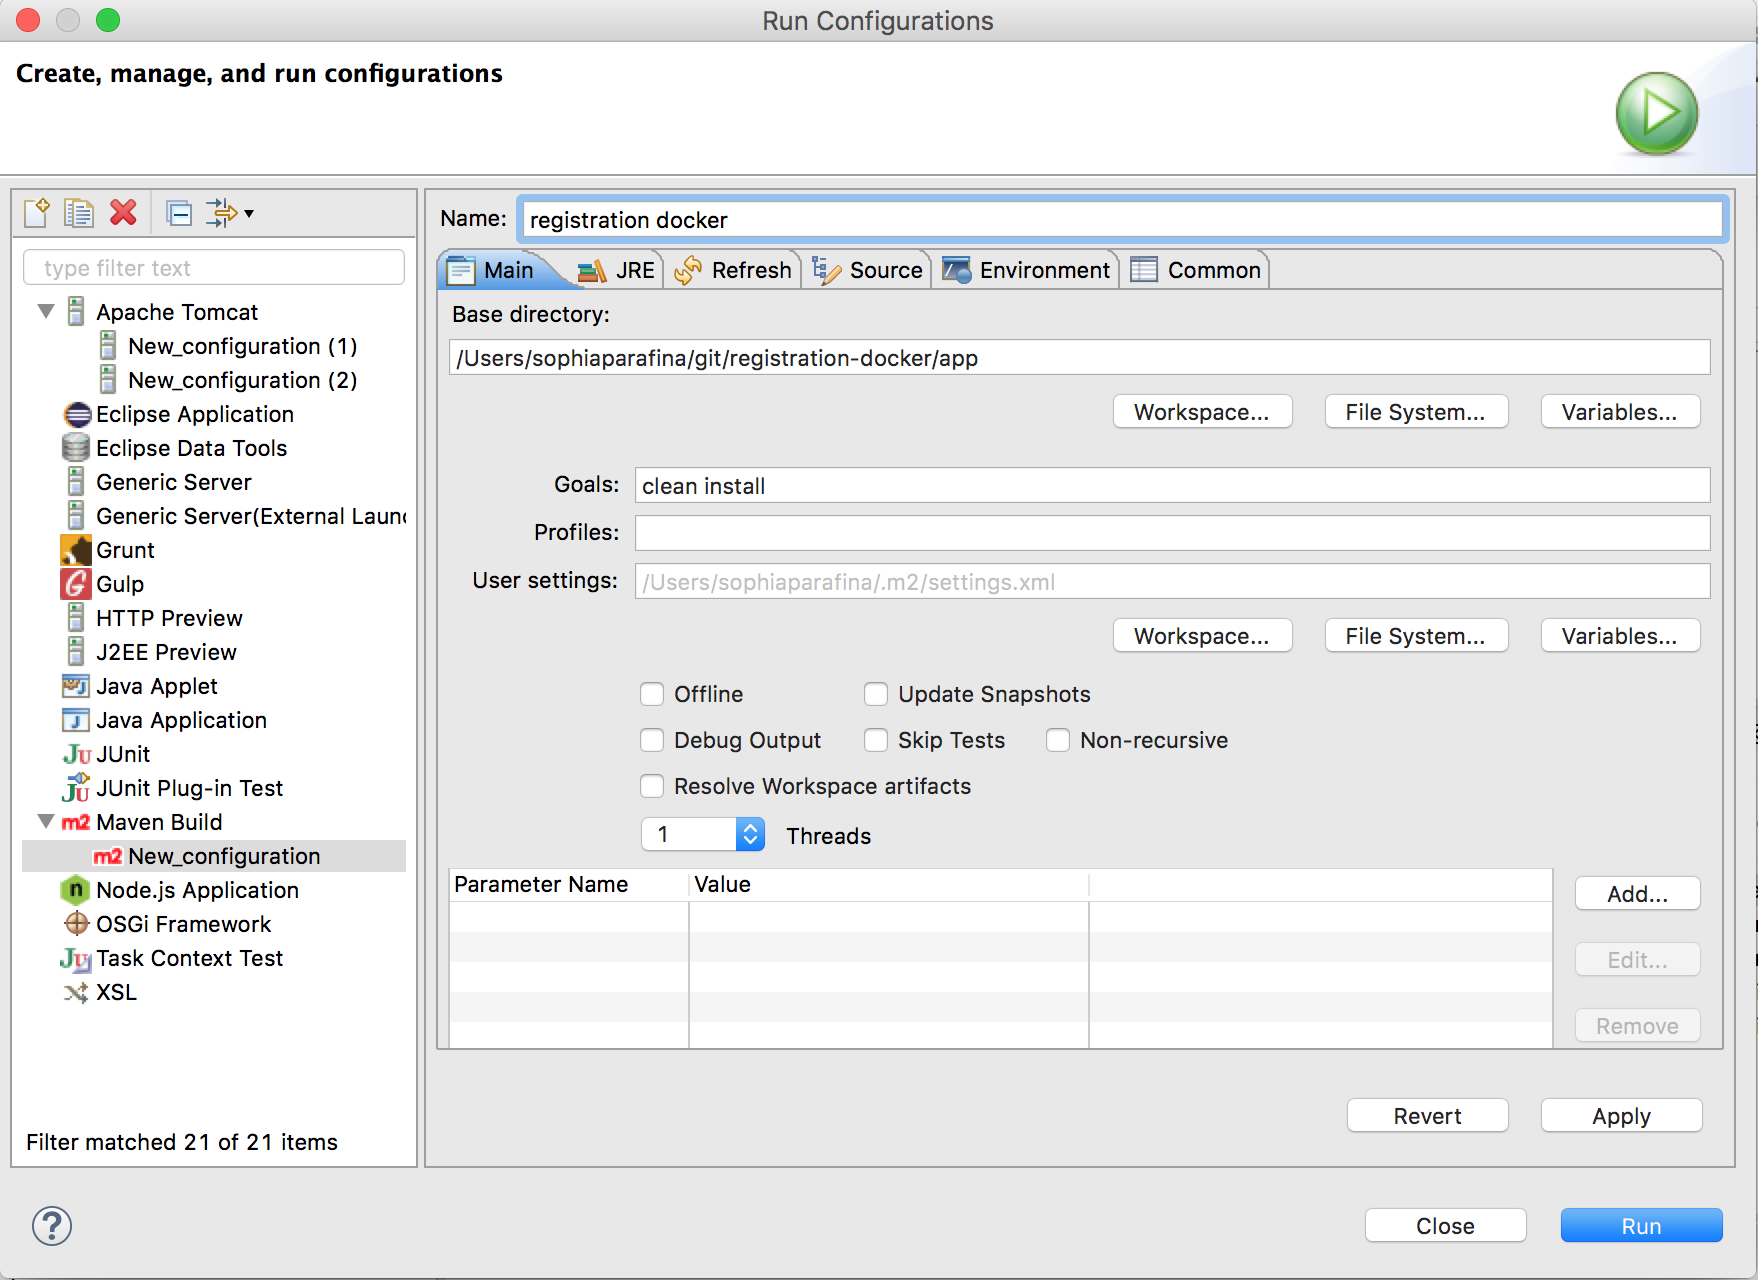 Run Configurations
Create, manage, and run configurations
type filter text
Apache Tomcat
New_configuration (1)
New_configuration (2)
Eclipse Application
Eclipse Data Tools
Generic Server
Generic Server(External Laun
Grunt
Gulp
HTTP Preview
J2EE Preview
Java Applet
Java Application
JUnit
JUnit Plug-in Test
m2 Maven Build
m2 New_configuration
Node.js Application
OSGi Framework
Task Context Test
XSL
Filter matched 21 of 21 items
Name: registration docker
Main JRE Refresh Source Environment Common
Base directory:
/Users/sophiaparafina/git/registration-docker/app
Workspace... File System... Variables...
Goals: clean install
Profiles:
User settings: /Users/sophiaparafina/.m2/settings.xml
Workspace... File System... Variables...
Offline Update Snapshots
Debug Output Skip Tests Non-recursive
Resolve Workspace artifacts
1 Threads
Parameter Name Value
Add...
Edit...
Remove
Revert Apply
? Close Run